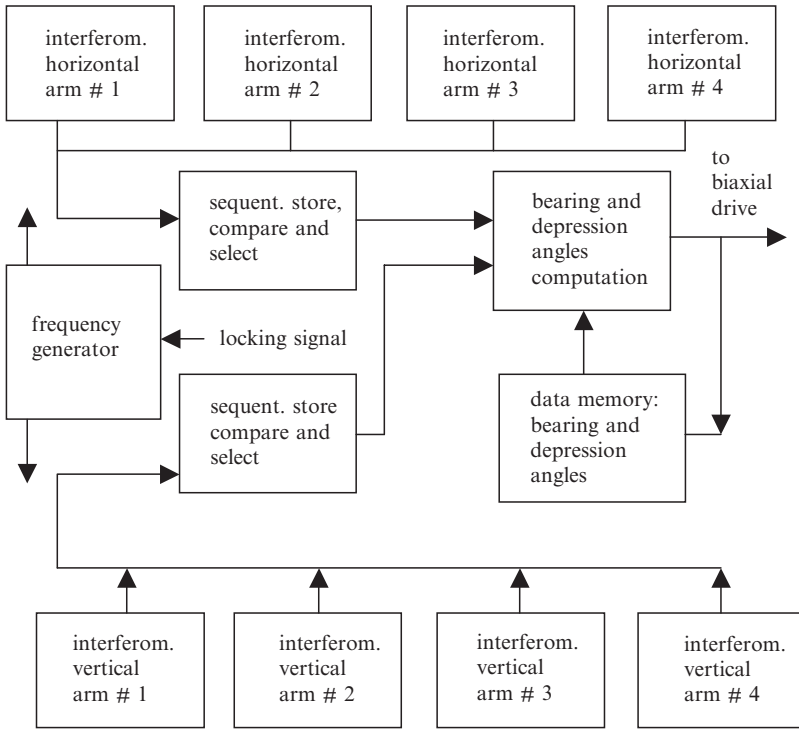 interferom.
horizontal
arm # 1
interferom.
horizontal
arm # 2
interferom.
horizontal
arm # 3
interferom.
horizontal
arm # 4
to
biaxial
drive
sequent. store,
compare and
select
bearing and
depression
angles
computation
frequency
generator
locking signal
sequent. store
compare and
select
data memory:
bearing and
depression
angles
interferom.
vertical
arm # 1
interferom.
vertical
arm # 2
interferom.
vertical
arm # 3
interferom.
vertical
arm # 4